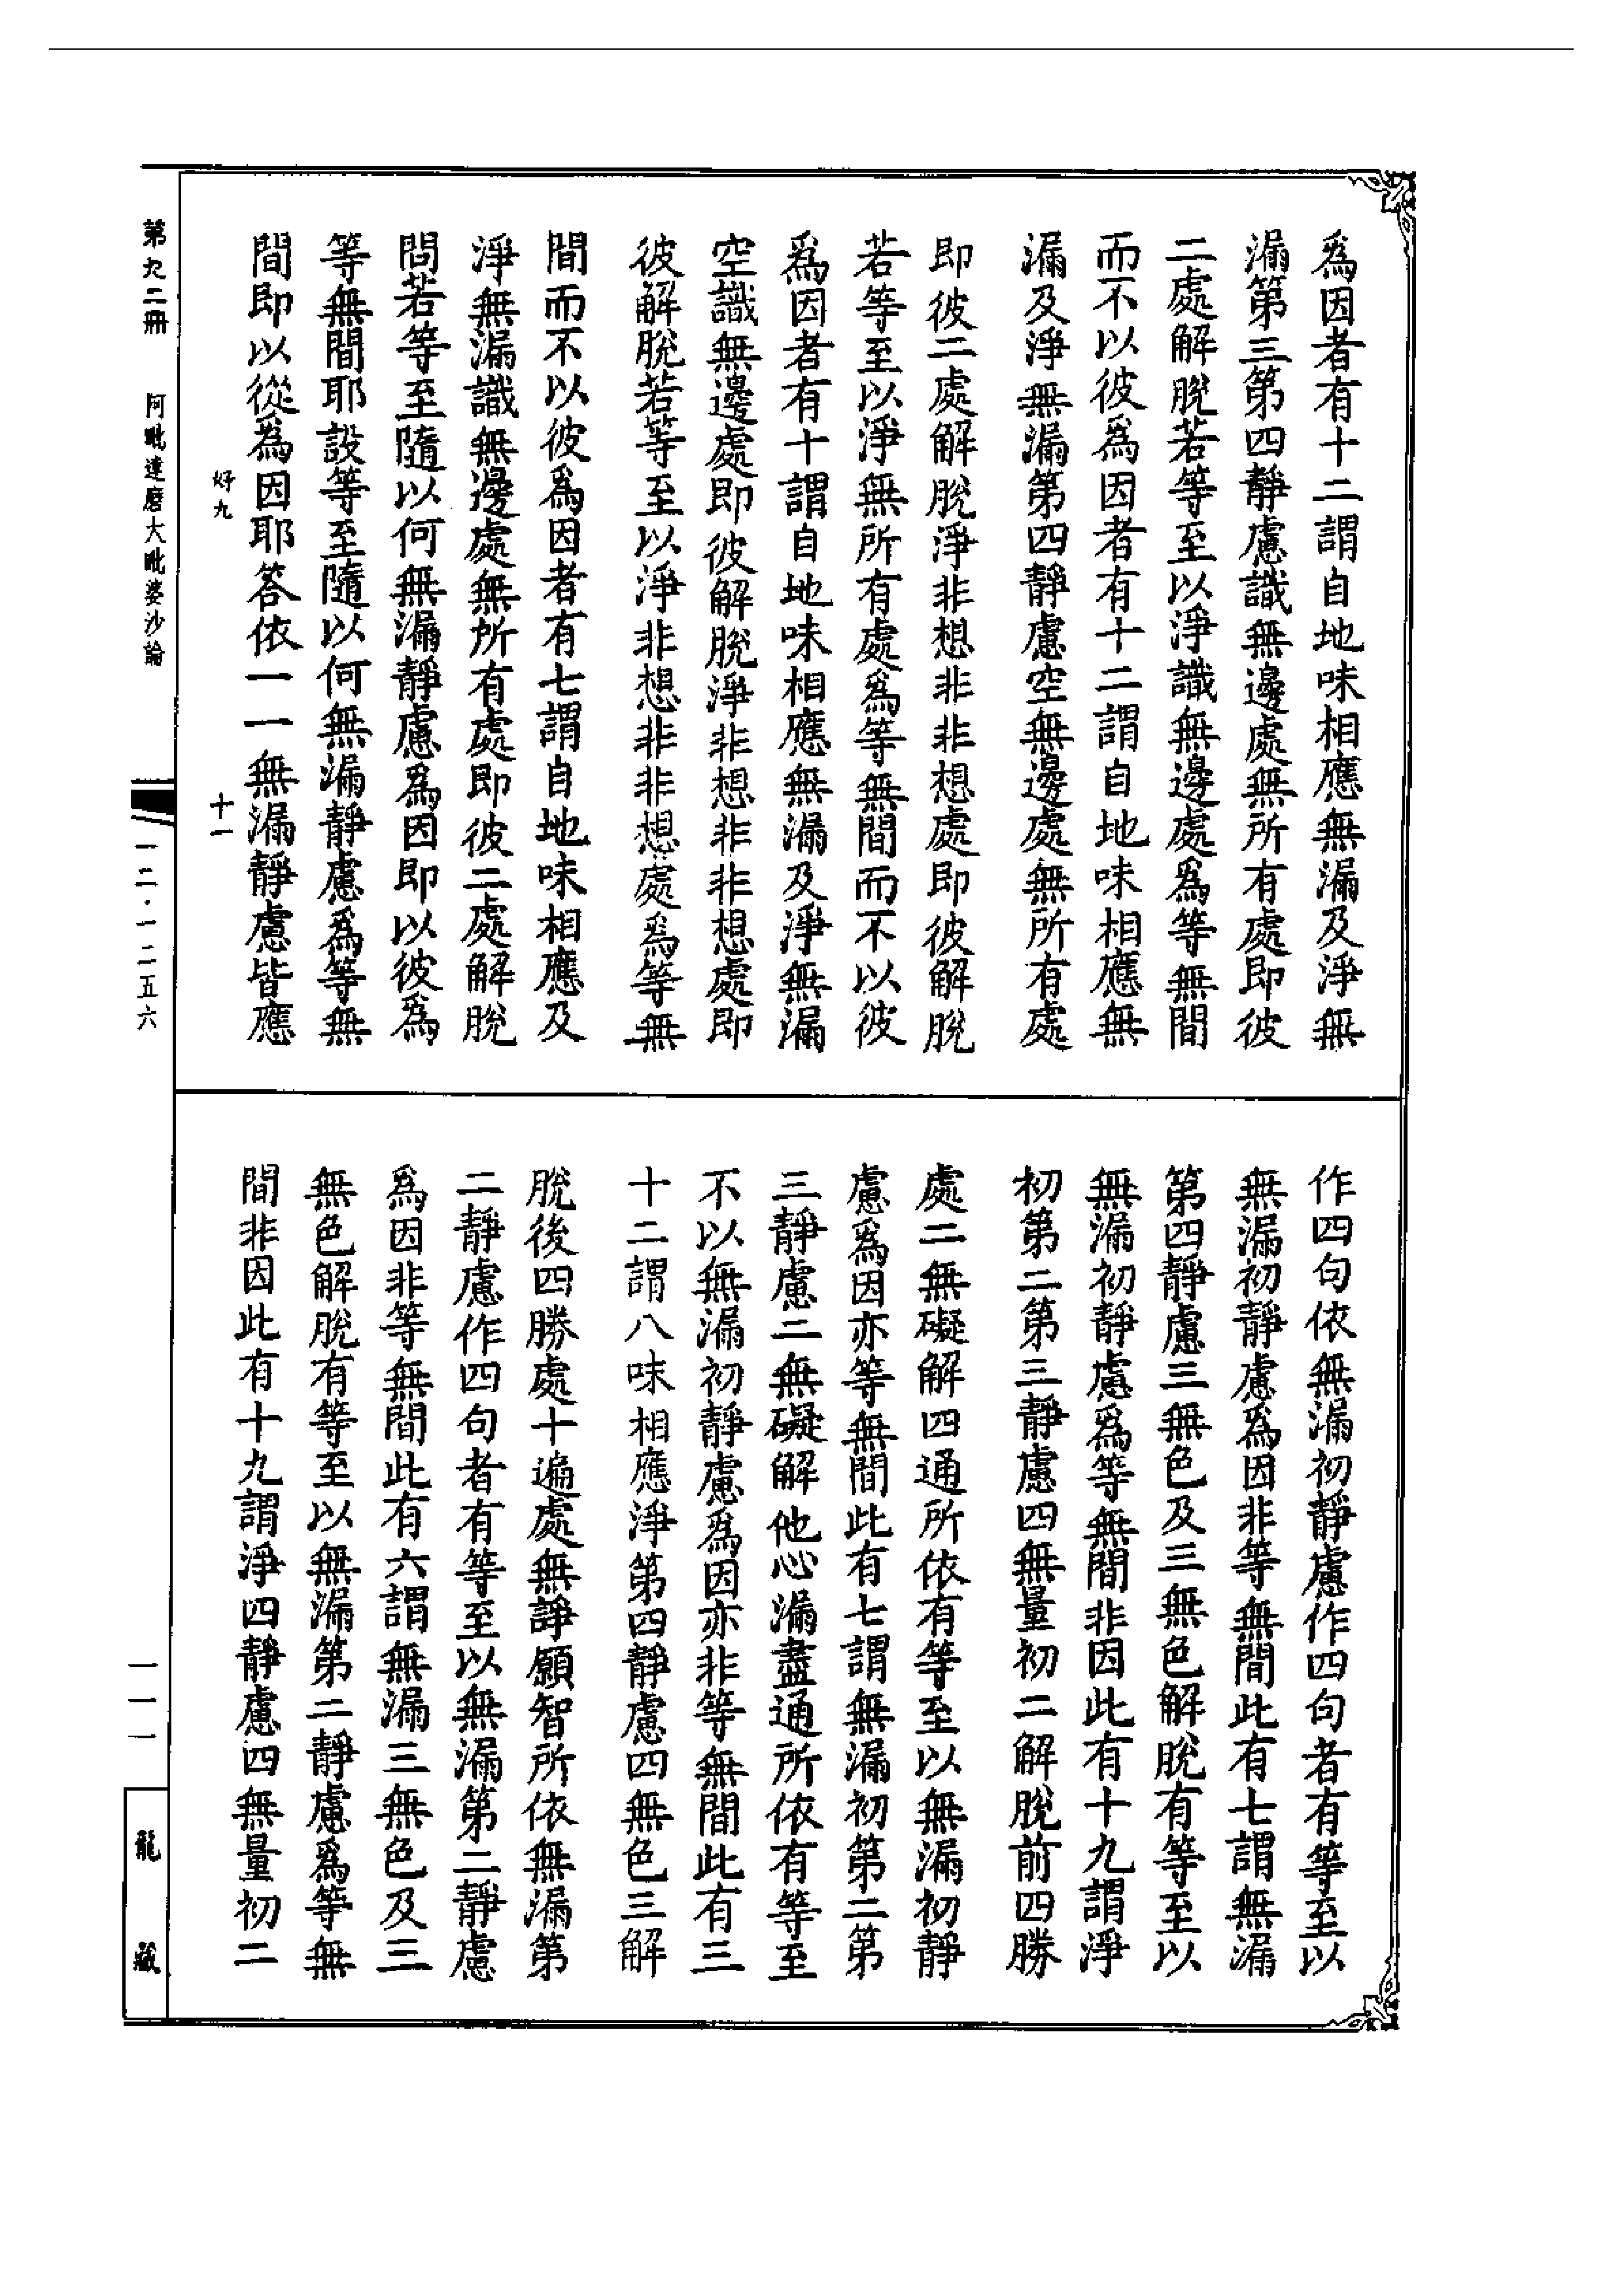 爲因者有十二謂自地味相應無漏及淨無
漏第三第四靜慮識無邊處無所有處即彼
二處解脫若等至以淨識無邊處爲等無間
而不以彼爲因者有十二謂自地味相應無
漏及淨無漏第四靜慮空無邊處無所有處
即彼二處解脫淨非想非非想處即彼解脫
若等至以淨無所有處爲等無間而不以彼
爲因者有十謂自地味相應無漏及淨無漏
空識無邊處即彼解脫淨非想非非想處即
彼解脫若等至以淨非想非非想處爲等無
間而不以彼爲因者有七謂自地味相應及
淨無漏識無邊處無所有處即彼二處解脫
問若等至隨以何無漏靜慮爲因即以彼爲
等無間耶設等至隨以何無漏靜慮爲等無
間即以從爲因耶答依一一無漏靜慮皆應
好九
十一
第九二冊
阿毗達磨大毗婆沙論
一二·一二五六
作四句依無漏初靜慮作四句者有等至以
無漏初靜慮爲因非等無間此有七謂無漏
第四靜慮三無色及三無色解脫有等至以
無漏初靜慮爲等無間非因此有十九謂淨
初第二第三靜慮四無量初二解脫前四勝
處二無礙解四通所依有等至以無漏初靜
慮爲因亦等無間此有七謂無漏初第二第
三靜慮二無礙解他心漏盡通所依有等至
不以無漏初靜慮爲因亦非等無間此有三
十二謂八味相應淨第四靜慮四無色三解
脫後四勝處十遍處無諍願智所依無漏第
二靜慮作四句者有等至以無漏第二靜慮
爲因非等無間此有六謂無漏三無色及三
無色解脫有等至以無漏第二靜慮爲等無
間非因此有十九謂淨四靜慮四無量初二
一一一
龍藏